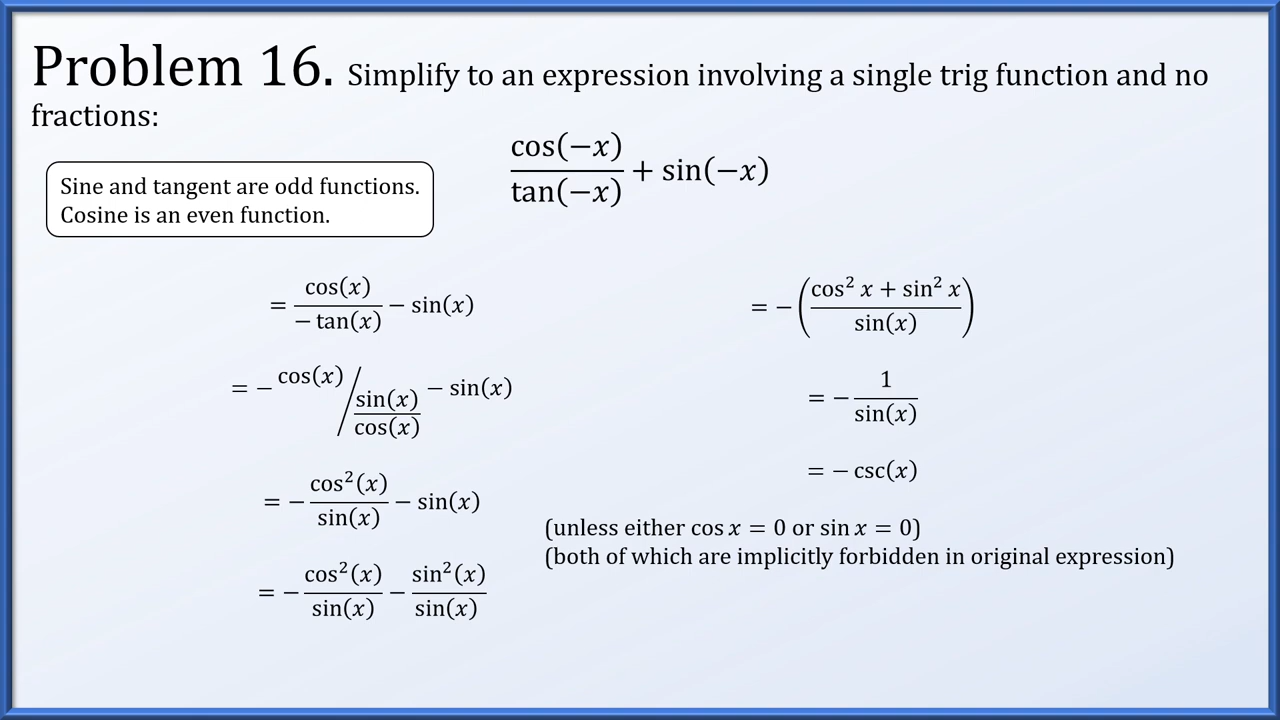 Problem 16. Simplify to an expression involving a single trig function and no
fractions:
cos(−x)/tan(−x) + sin(−x)
Sine and tangent are odd functions.
Cosine is an even function.
= cos(x)/− tan(x) − sin(x)
= − cos(x)/(sin(x)/cos(x)) − sin(x)
= − cos²(x)/sin(x) − sin(x)
= − cos²(x)/sin(x) − sin²(x)/sin(x)
= − (cos² x + sin² x/sin(x))
= − 1/sin(x)
= − csc(x)
(unless either cos x = 0 or sin x = 0)
(both of which are implicitly forbidden in original expression)